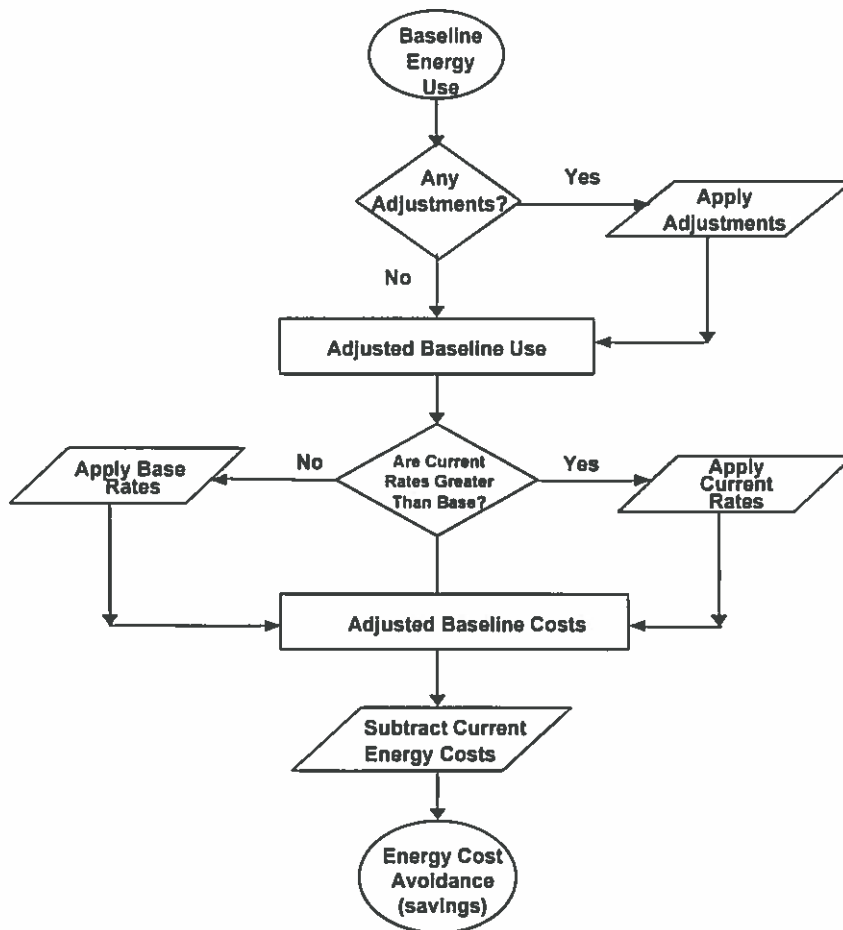 Baseline
Energy
Use
Any
Adjustments?
Yes
Apply
Adjustments
No
Adjusted Baseline Use
Apply Base
Rates
No
Are Current
Rates Greater
Than Base?
Yes
Apply
Current
Rates
Adjusted Baseline Costs
Subtract Current
Energy Costs
Energy Cost
Avoidance
(savings)